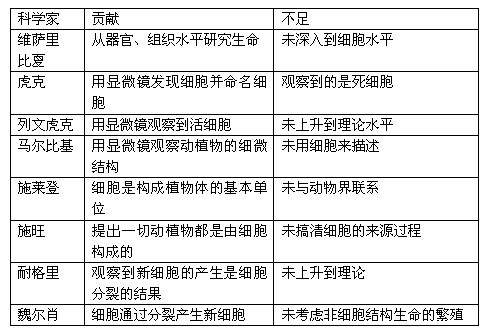 科学家 贡献 不足
维萨里 从器官、组织水平研究生命 未深入到细胞水平
比夏
虎克 用显微镜发现细胞并命名细 观察到的是死细胞
胞
列文虎克 用显微镜观察到活细胞 未上升到理论水平
马尔比基 用显微镜观察动植物的细微 未用细胞来描述
结构
施莱登 细胞是构成植物体的基本单 未与动物界联系
位
施旺 提出一切动植物都是由细胞 未搞清细胞的来源过程
构成的
耐格里 观察到新细胞的产生是细胞 未上升到理论
分裂的结果
魏尔肖 细胞通过分裂产生新细胞 未考虑非细胞结构生命的繁殖